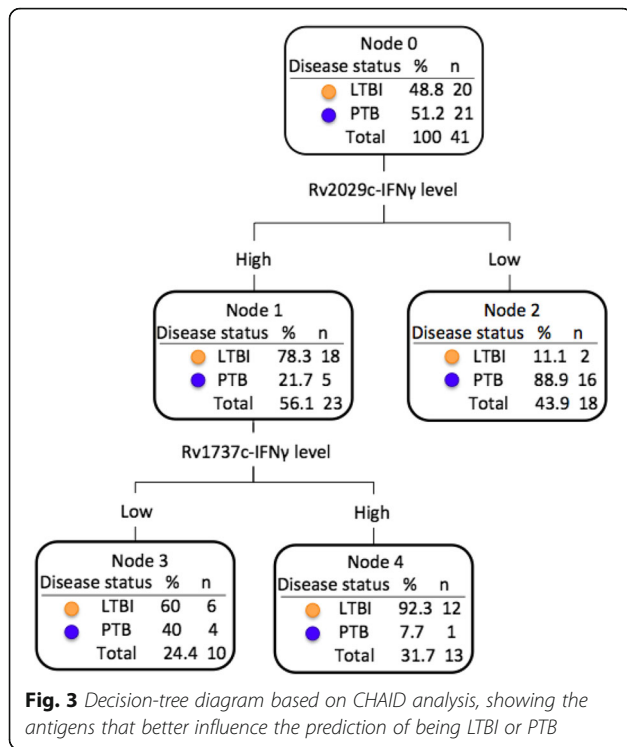 Node 0
Disease status % n
LTBI 48.8 20
PTB 51.2 21
Total 100 41
Rv2029c-IFNγ level
High Low
Node 1
Disease status % n
LTBI 78.3 18
PTB 21.7 5
Total 56.1 23
Node 2
Disease status % n
LTBI 11.1 2
PTB 88.9 16
Total 43.9 18
Rv1737c-IFNγ level
Low High
Node 3
Disease status % n
LTBI 60 6
PTB 40 4
Total 24.4 10
Node 4
Disease status % n
LTBI 92.3 12
PTB 7.7 1
Total 31.7 13
Fig. 3 Decision-tree diagram based on CHAID analysis, showing the
antigens that better influence the prediction of being LTBI or PTB